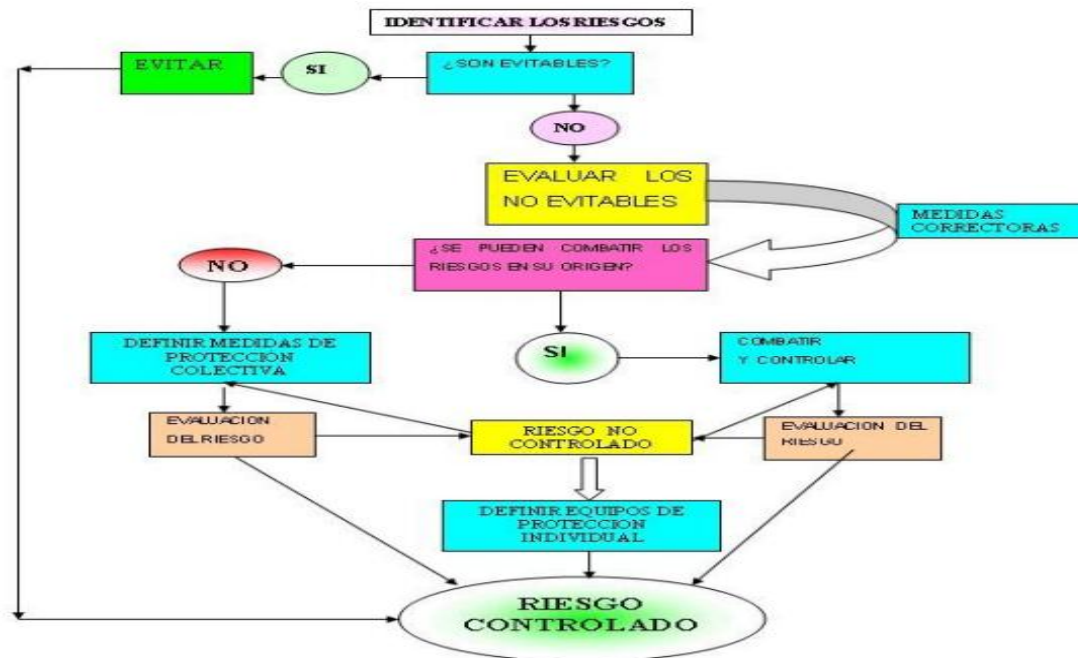 IDENTIFICAR LOS RIESGOS
EVITAR
SI
¿SON EVITABLES?
NO
EVALUAR LOS
NO EVITABLES
MEDIDAS
CORRECTORAS
¿SE PUEDEN COMBATIR LOS
RIESGOS EN SU ORIGEN?
NO
DEFINIR MEDIDAS DE
PROTECCIÓN
COLECTIVA
SI
COMBATIR
Y CONTROLAR
EVALUACION
DEL RIESGO
RIESGO NO
CONTROLADO
EVALUACION DEL
RIESGO
DEFINIR EQUIPOS DE
PROTECCION
INDIVIDUAL
RIESGO
CONTROLADO